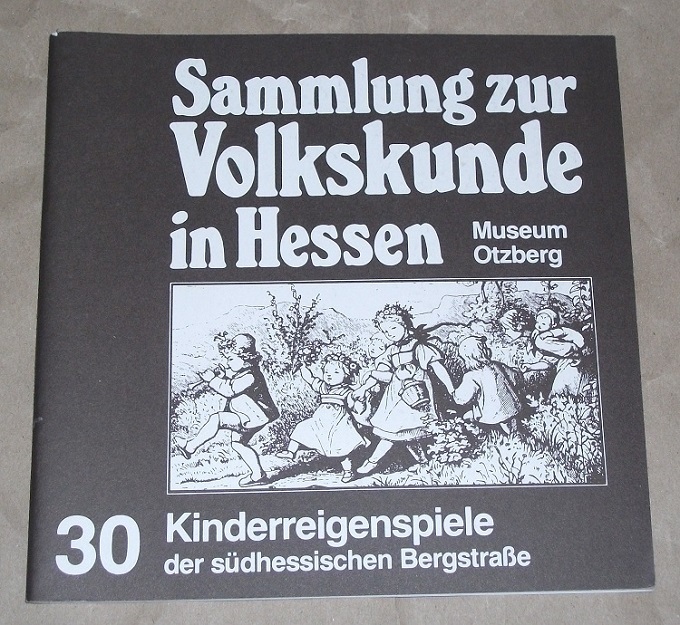 Sammlung zur
Volkskunde
in Hessen
Museum
Otzberg
30
Kinderreigenspiele
der südhessischen Bergstraße